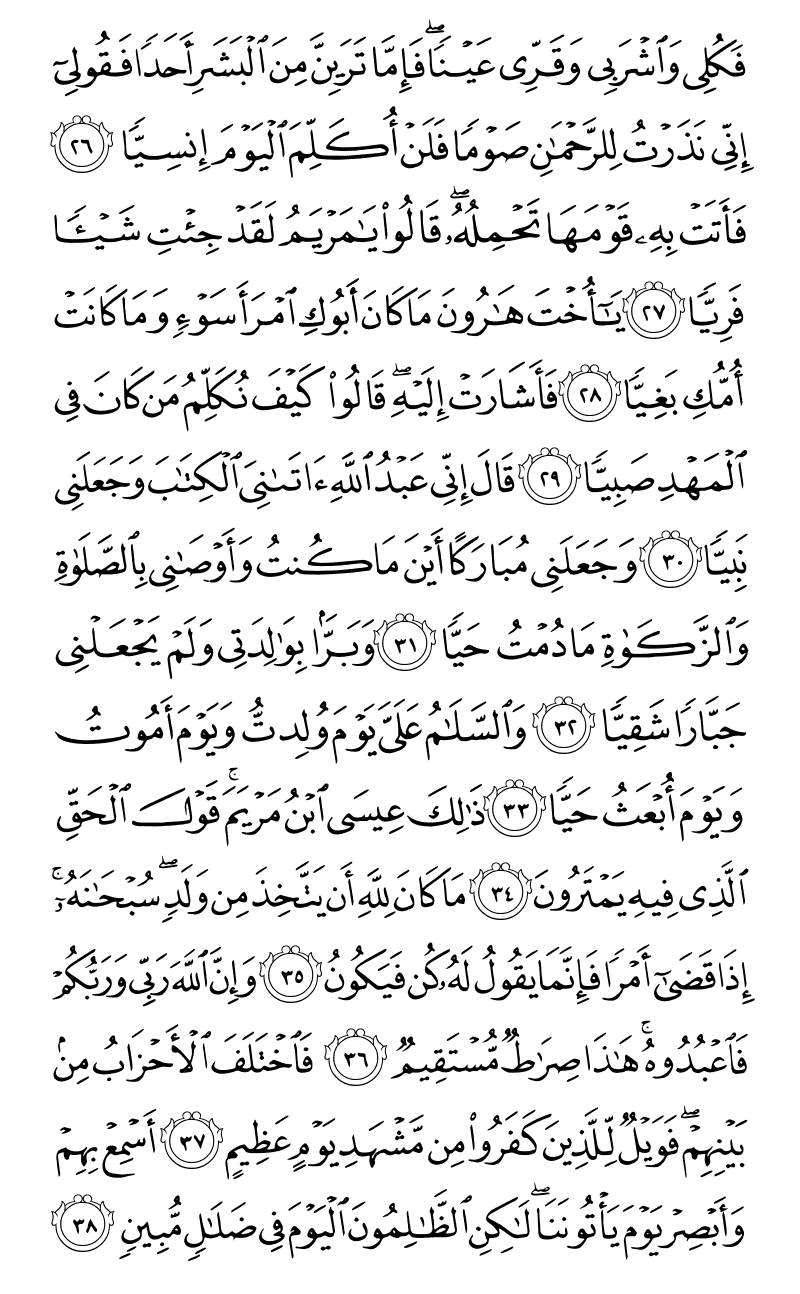 فَكُلِي وَٱشۡرَبِي وَقَرِّي عَيۡنٗاۖ فَإِمَّا تَرَيِنَّ مِنَ ٱلۡبَشَرِ أَحَدٗا فَقُولِيٓ
إِنِّي نَذَرۡتُ لِلرَّحۡمَٰنِ صَوۡمٗا فَلَنۡ أُكَلِّمَ ٱلۡيَوۡمَ إِنسِيّٗا ٢٦
فَأَتَتۡ بِهِۦ قَوۡمَهَا تَحۡمِلُهُۥۖ قَالُواْ يَٰمَرۡيَمُ لَقَدۡ جِئۡتِ شَيۡـٔٗا
فَرِيّٗا ٢٧ يَٰٓأُخۡتَ هَٰرُونَ مَا كَانَ أَبُوكِ ٱمۡرَأَ سَوۡءٖ وَمَا كَانَتۡ
أُمُّكِ بَغِيّٗا ٢٨ فَأَشَارَتۡ إِلَيۡهِۖ قَالُواْ كَيۡفَ نُكَلِّمُ مَن كَانَ فِي
ٱلۡمَهۡدِ صَبِيّٗا ٢٩ قَالَ إِنِّي عَبۡدُ ٱللَّهِ ءَاتَىٰنِيَ ٱلۡكِتَٰبَ وَجَعَلَنِي
نَبِيّٗا ٣٠ وَجَعَلَنِي مُبَارَكًا أَيۡنَ مَا كُنتُ وَأَوۡصَٰنِي بِٱلصَّلَوٰةِ
وَٱلزَّكَوٰةِ مَا دُمۡتُ حَيّٗا ٣١ وَبَرَّۢا بِوَٰلِدَتِي وَلَمۡ يَجۡعَلۡنِي
جَبَّارٗا شَقِيّٗا ٣٢ وَٱلسَّلَٰمُ عَلَيَّ يَوۡمَ وُلِدتُّ وَيَوۡمَ أَمُوتُ
وَيَوۡمَ أُبۡعَثُ حَيّٗا ٣٣ ذَٰلِكَ عِيسَى ٱبۡنُ مَرۡيَمَۚ قَوۡلَ ٱلۡحَقِّ
ٱلَّذِي فِيهِ يَمۡتَرُونَ ٣٤ مَا كَانَ لِلَّهِ أَن يَتَّخِذَ مِن وَلَدٖۖ سُبۡحَٰنَهُۥٓۚ
إِذَا قَضَىٰٓ أَمۡرٗا فَإِنَّمَا يَقُولُ لَهُۥ كُن فَيَكُونُ ٣٥ وَإِنَّ ٱللَّهَ رَبِّي وَرَبُّكُمۡ
فَٱعۡبُدُوهُۚ هَٰذَا صِرَٰطٞ مُّسۡتَقِيمٞ ٣٦ فَٱخۡتَلَفَ ٱلۡأَحۡزَابُ مِنۢ
بَيۡنِهِمۡۖ فَوَيۡلٞ لِّلَّذِينَ كَفَرُواْ مِن مَّشۡهَدِ يَوۡمٍ عَظِيمٍ ٣٧ أَسۡمِعۡ بِهِمۡ
وَأَبۡصِرۡ يَوۡمَ يَأۡتُونَنَاۖ لَٰكِنِ ٱلظَّٰلِمُونَ ٱلۡيَوۡمَ فِي ضَلَٰلٖ مُّبِينٖ ٣٨